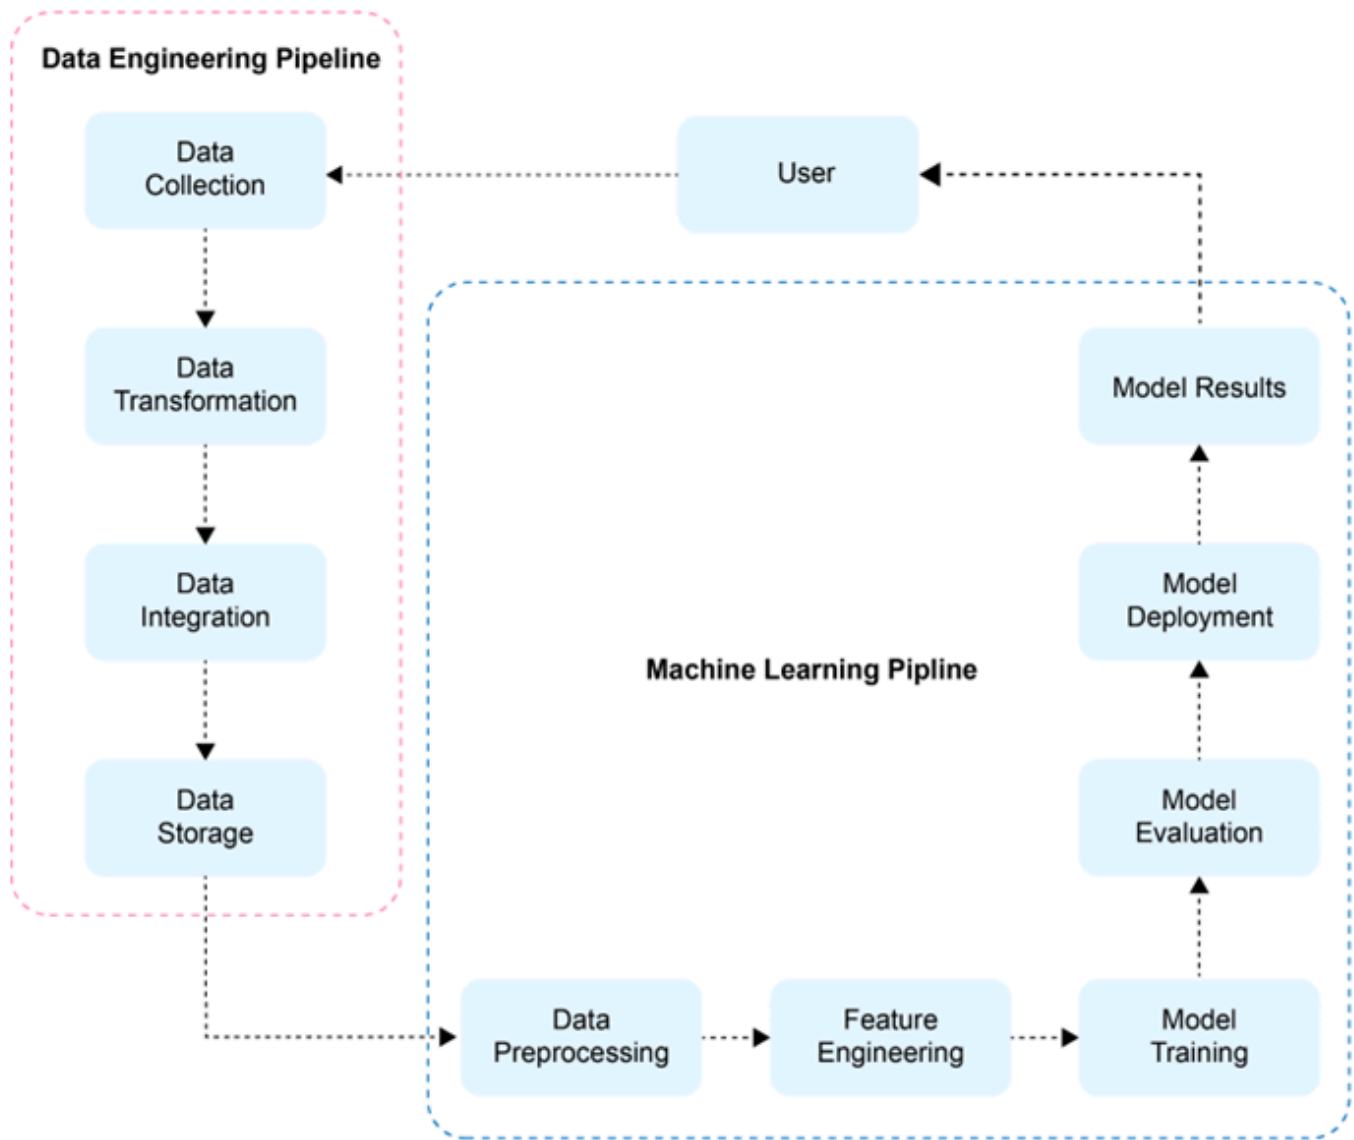 Data Engineering Pipeline
Data
Collection
User
Data
Transformation
Model Results
Data
Integration
Model
Deployment
Machine Learning Pipline
Data
Storage
Model
Evaluation
Data
Preprocessing
Feature
Engineering
Model
Training